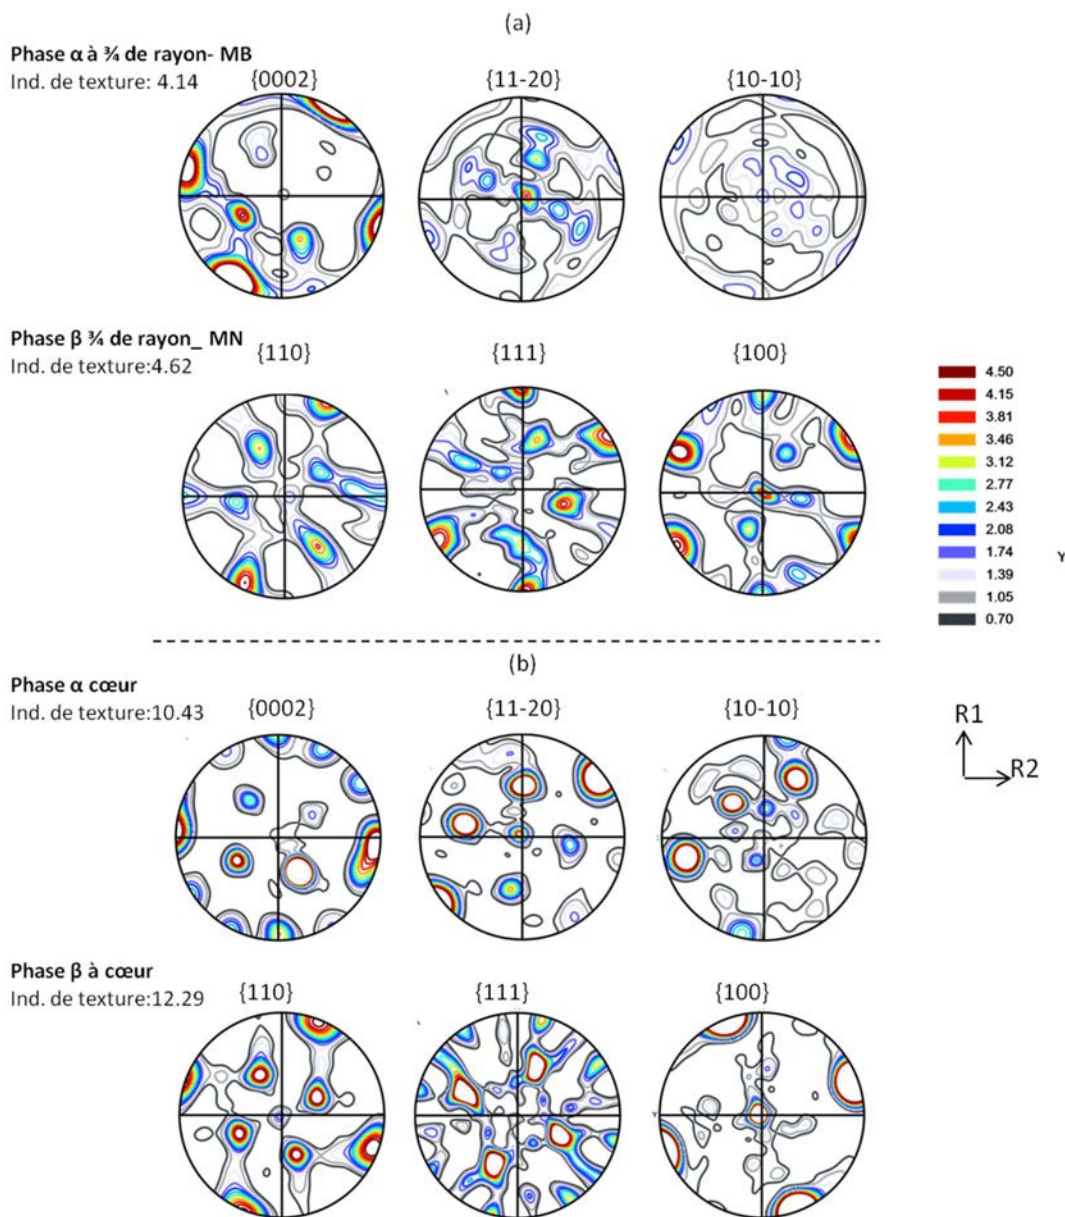 (a)
Phase α à ¾ de rayon- MB
Ind. de texture: 4.14
{0002}
{11-20}
{10-10}
Phase β ¾ de rayon_ MN
Ind. de texture:4.62
{110}
{111}
{100}
4.50
4.15
3.81
3.46
3.12
2.77
2.43
2.08
1.74
1.39
1.05
0.70
Y
(b)
Phase α cœur
Ind. de texture:10.43
{0002}
{11-20}
{10-10}
R1
R2
Phase β à cœur
Ind. de texture:12.29
{110}
{111}
{100}